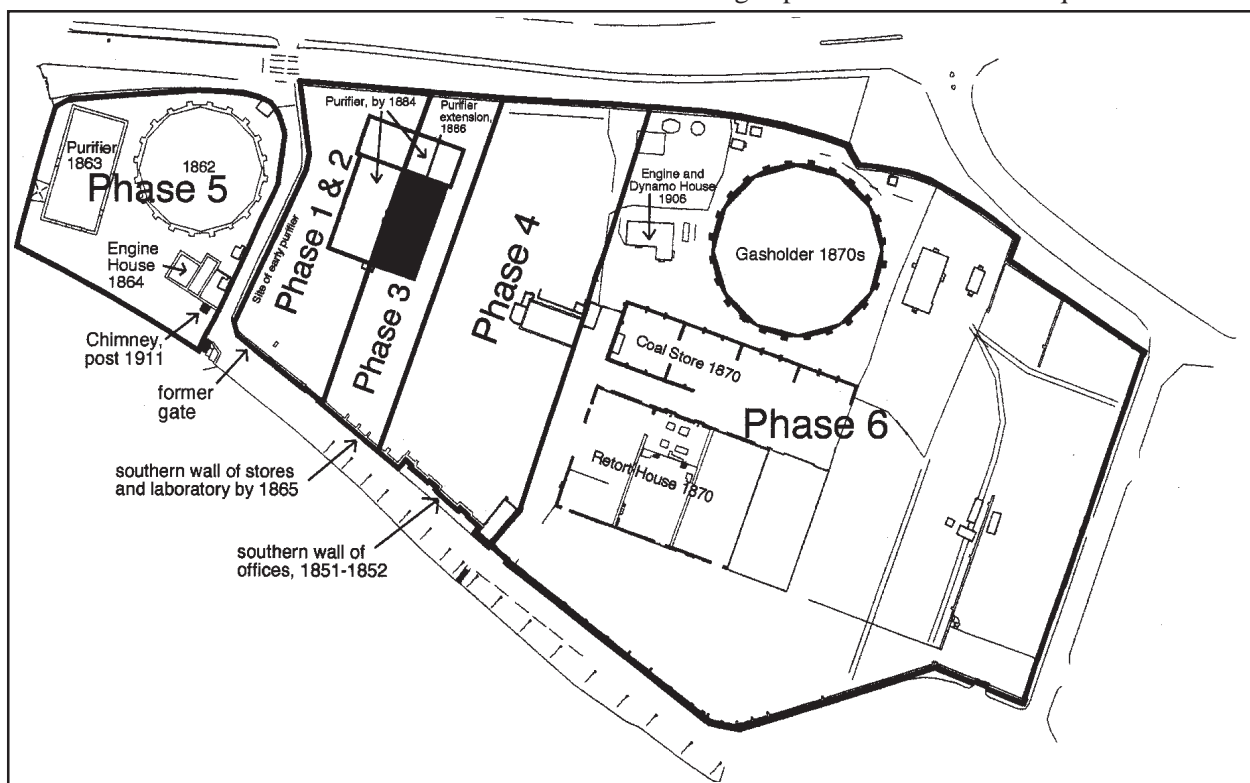 Purifier
1863
Phase 5
1862
Engine
House
1864
Chimney,
post 1911
former
gate
southern wall of stores
and laboratory by 1865
southern wall of
offices, 1851-1852
Site of early purifier
Phase 1 & 2
Purifier, by 1884
Purifier
extension,
1886
Phase 3
Phase 4
Engine and
Dynamo House
1906
Gasholder 1870s
Coal Store 1870
Phase 6
Retort House 1870